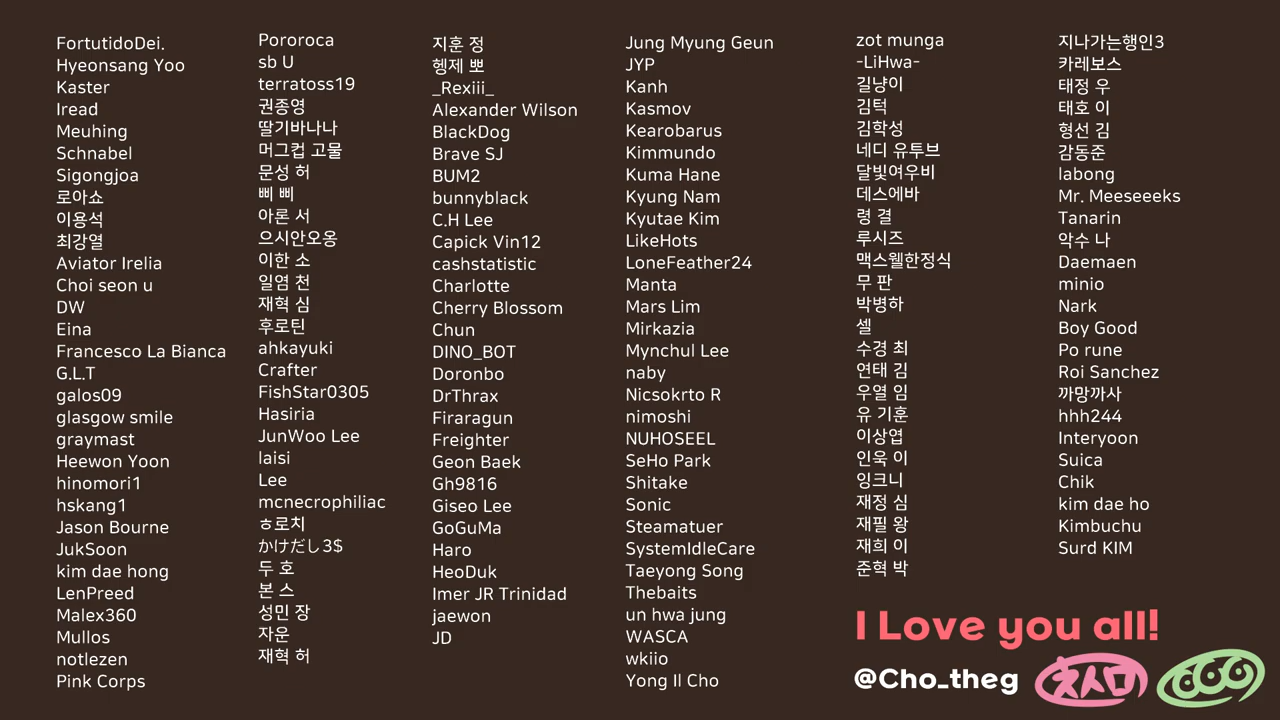 FortutidoDei.
Hyeonsang Yoo
Kaster
Iread
Meuhing
Schnabel
Sigongjoa
로아쇼
이용석
최강열
Aviator Irelia
Choi seon u
DW
Eina
Francesco La Bianca
G.L.T
galos09
glasgow smile
graymast
Heewon Yoon
hinomori1
hskang1
Jason Bourne
JukSoon
kim dae hong
LenPreed
Malex360
Mullos
notlezen
Pink Corps
Pororoca
sb U
terratoss19
권종영
딸기바나나
머그컵 고물
문성 허
삐 삐
아론 서
으시안오옹
이한 소
일염 천
재혁 심
후로틴
ahkayuki
Crafter
FishStar0305
Hasiria
JunWoo Lee
laisi
Lee
mcnecrophiliac
ㅎ로치
かけだし3$
두 호
본 스
성민 장
자운
재혁 허
지훈 정
헹제 뽀
_Rexiii_
Alexander Wilson
BlackDog
Brave SJ
BUM2
bunnyblack
C.H Lee
Capick Vin12
cashstatistic
Charlotte
Cherry Blossom
Chun
DINO_BOT
Doronbo
DrThrax
Firaragun
Freighter
Geon Baek
Gh9816
Giseo Lee
GoGuMa
Haro
HeoDuk
Imer JR Trinidad
jaewon
JD
Jung Myung Geun
JYP
Kanh
Kasmov
Kearobarus
Kimmundo
Kuma Hane
Kyung Nam
Kyutae Kim
LikeHots
LoneFeather24
Manta
Mars Lim
Mirkazia
Mynchul Lee
naby
Nicsokrto R
nimoshi
NUHOSEEL
SeHo Park
Shitake
Sonic
Steamatuer
SystemIdleCare
Taeyong Song
Thebaits
un hwa jung
WASCA
wkiio
Yong Il Cho
zot munga
-LiHwa-
길냥이
김턱
김학성
네디 유투브
달빛여우비
데스에바
령 결
루시즈
맥스웰한정식
무 판
박병하
셀
수경 최
연태 김
우열 임
유 기훈
이상엽
인욱 이
잉크니
재정 심
재필 왕
재희 이
준혁 박
지나가는행인3
카레보스
태정 우
태호 이
형선 김
감동준
labong
Mr. Meeseeeks
Tanarin
악수 나
Daemaen
minio
Nark
Boy Good
Po rune
Roi Sanchez
까망까사
hhh244
Interyoon
Suica
Chik
kim dae ho
Kimbuchu
Surd KIM
I Love you all!
@Cho_theg